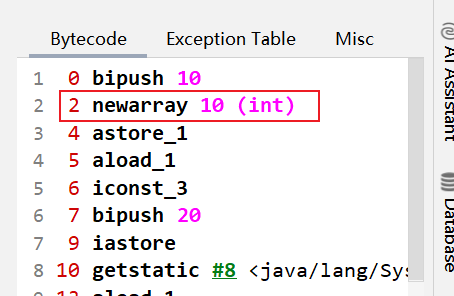 Bytecode Exception Table Misc
1 0 bipush 10
2 2 newarray 10 (int)
3 4 astore_1
4 5 aload_1
5 6 iconst_3
6 7 bipush 20
7 9 iastore
8 10 getstatic #8 <java/lang/Sys
AI Assistant
Database